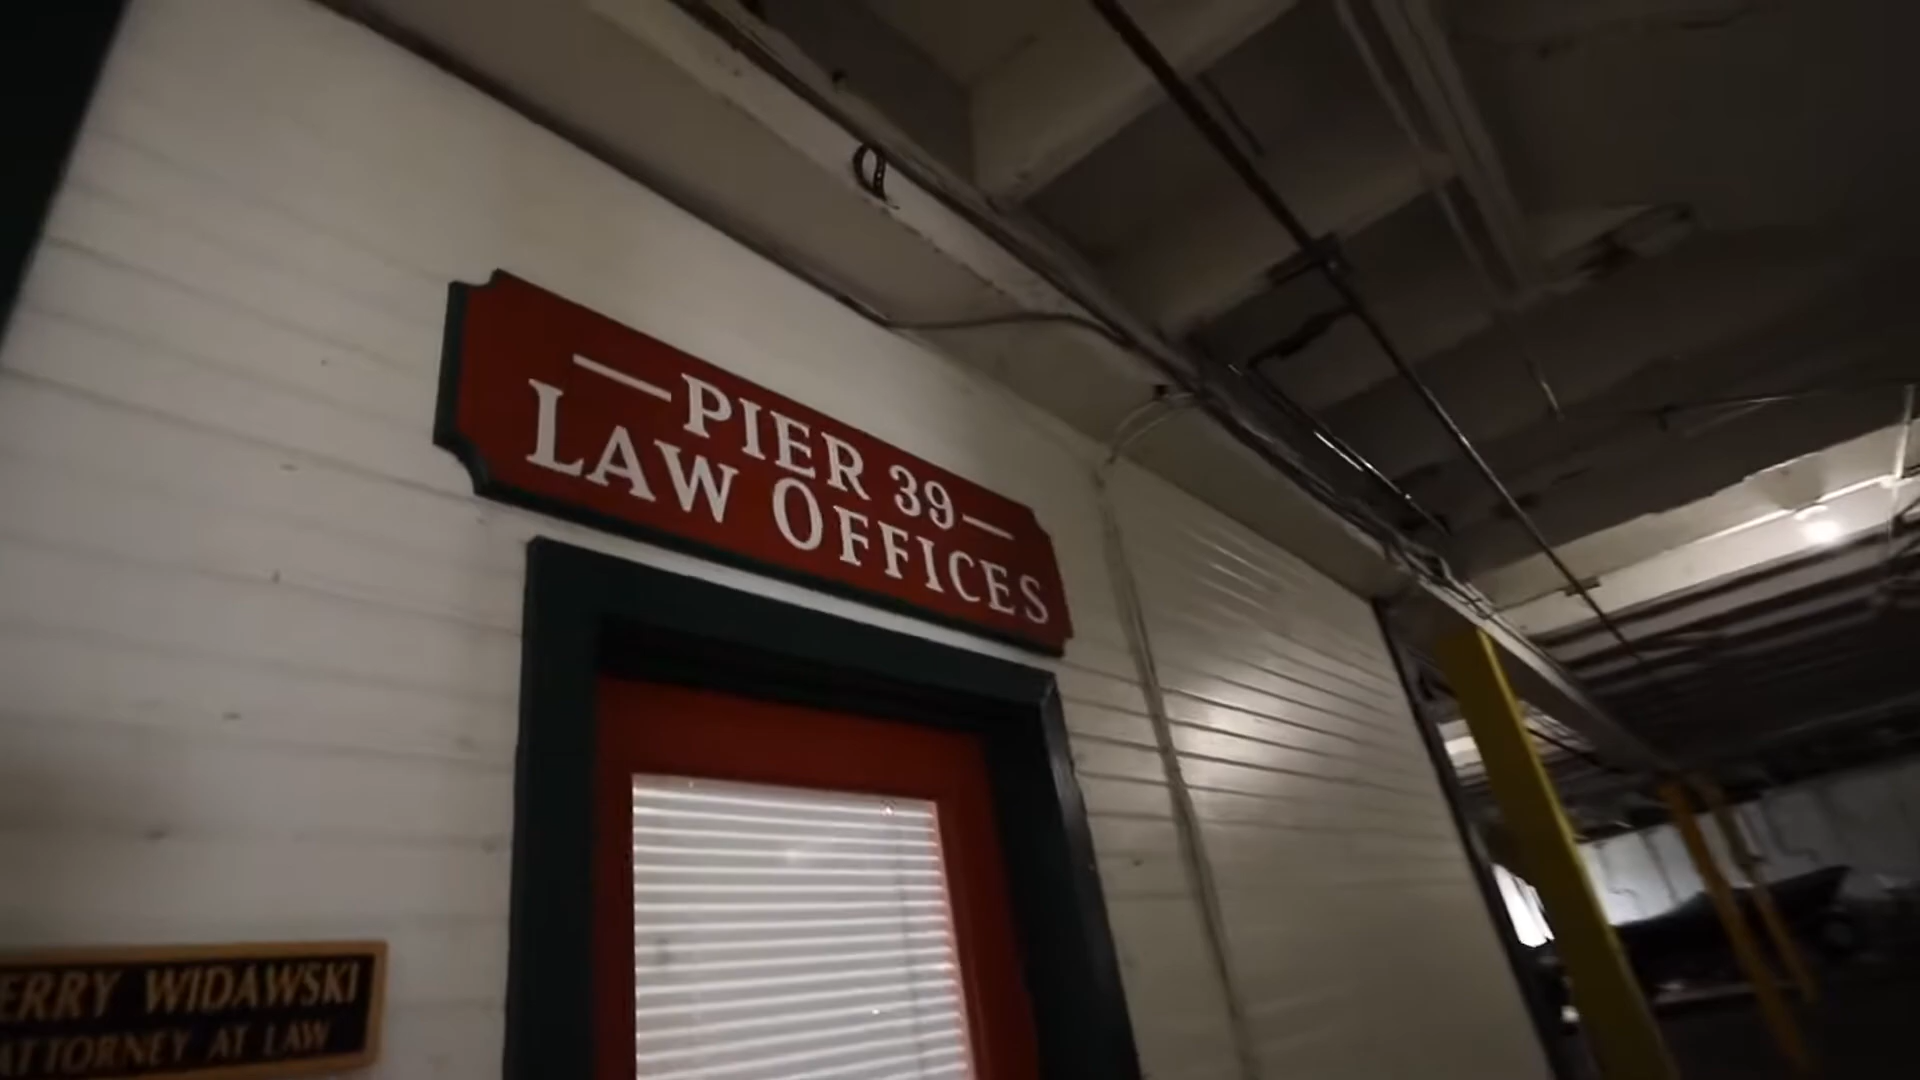 —PIER 39—
LAW OFFICES
ERRY WIDAWSKI
ATTORNEY AT LAW